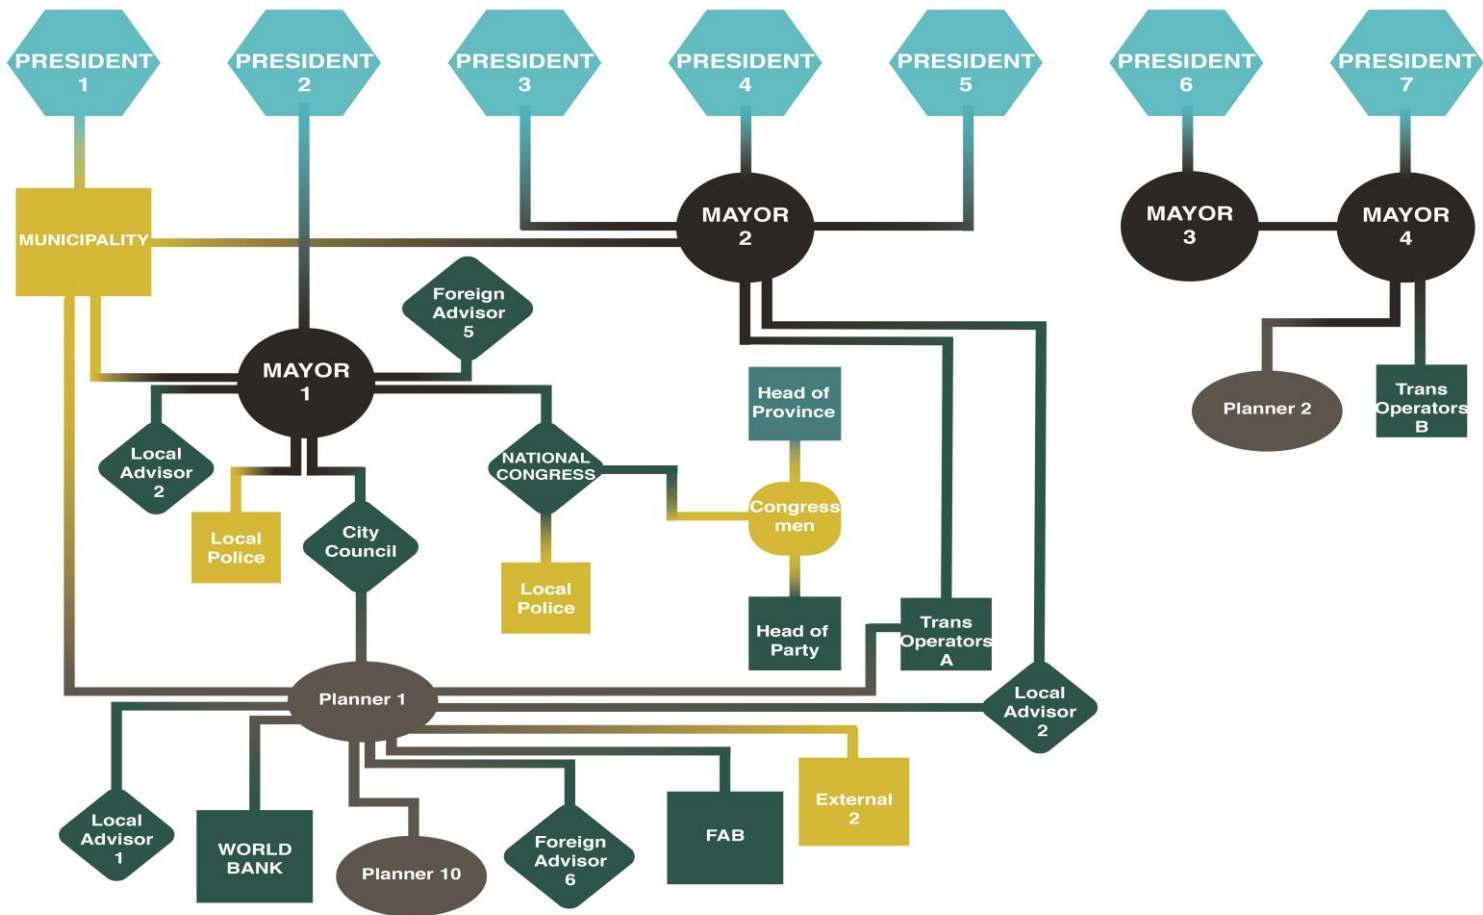 PRESIDENT
1
PRESIDENT
2
PRESIDENT
3
PRESIDENT
4
PRESIDENT
5
PRESIDENT
6
PRESIDENT
7
MUNICIPALITY
MAYOR
2
MAYOR
3
MAYOR
4
Foreign
Advisor
5
MAYOR
1
Head of
Province
Planner 2
Trans
Operators
B
Local
Advisor
2
NATIONAL
CONGRESS
Congress
men
Local
Police
City
Council
Local
Police
Head of
Party
Trans
Operators
A
Planner 1
Local
Advisor
2
Local
Advisor
1
WORLD
BANK
Planner 10
Foreign
Advisor
6
FAB
External
2